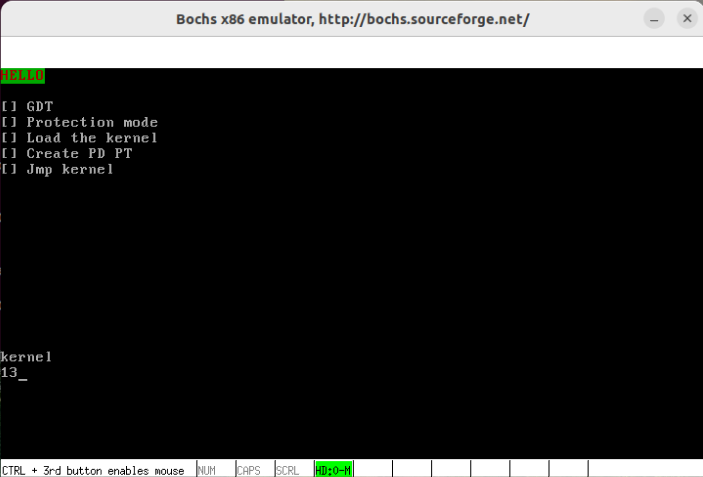 Bochs x86 emulator, http://bochs.sourceforge.net/
HELLO
[] GDT
[] Protection mode
[] Load the kernel
[] Create PD PT
[] Jmp kernel
kernel
13_
CTRL + 3rd button enables mouse NUM CAPS SCRL HD:0-M